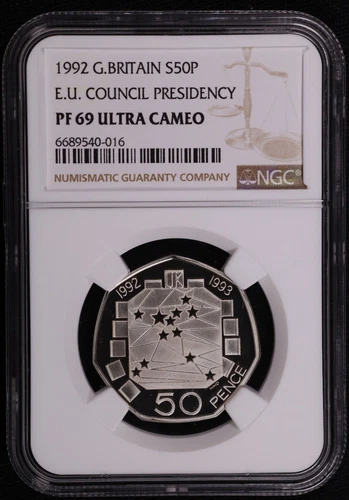 1992 G.BRITAIN S50P
E.U. COUNCIL PRESIDENCY
PF 69 ULTRA CAMEO
6689540-016
NUMISMATIC GUARANTY COMPANY
NGC
UK
1992
1993
50 PENCE